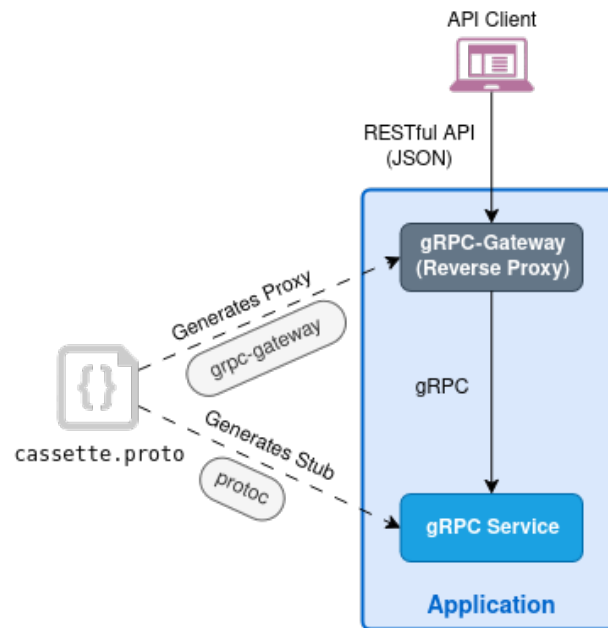 API Client
RESTful API
(JSON)
gRPC-Gateway
(Reverse Proxy)
Generates Proxy
grpc-gateway
{}
gRPC
cassette.proto
Generates Stub
protoc
gRPC Service
Application